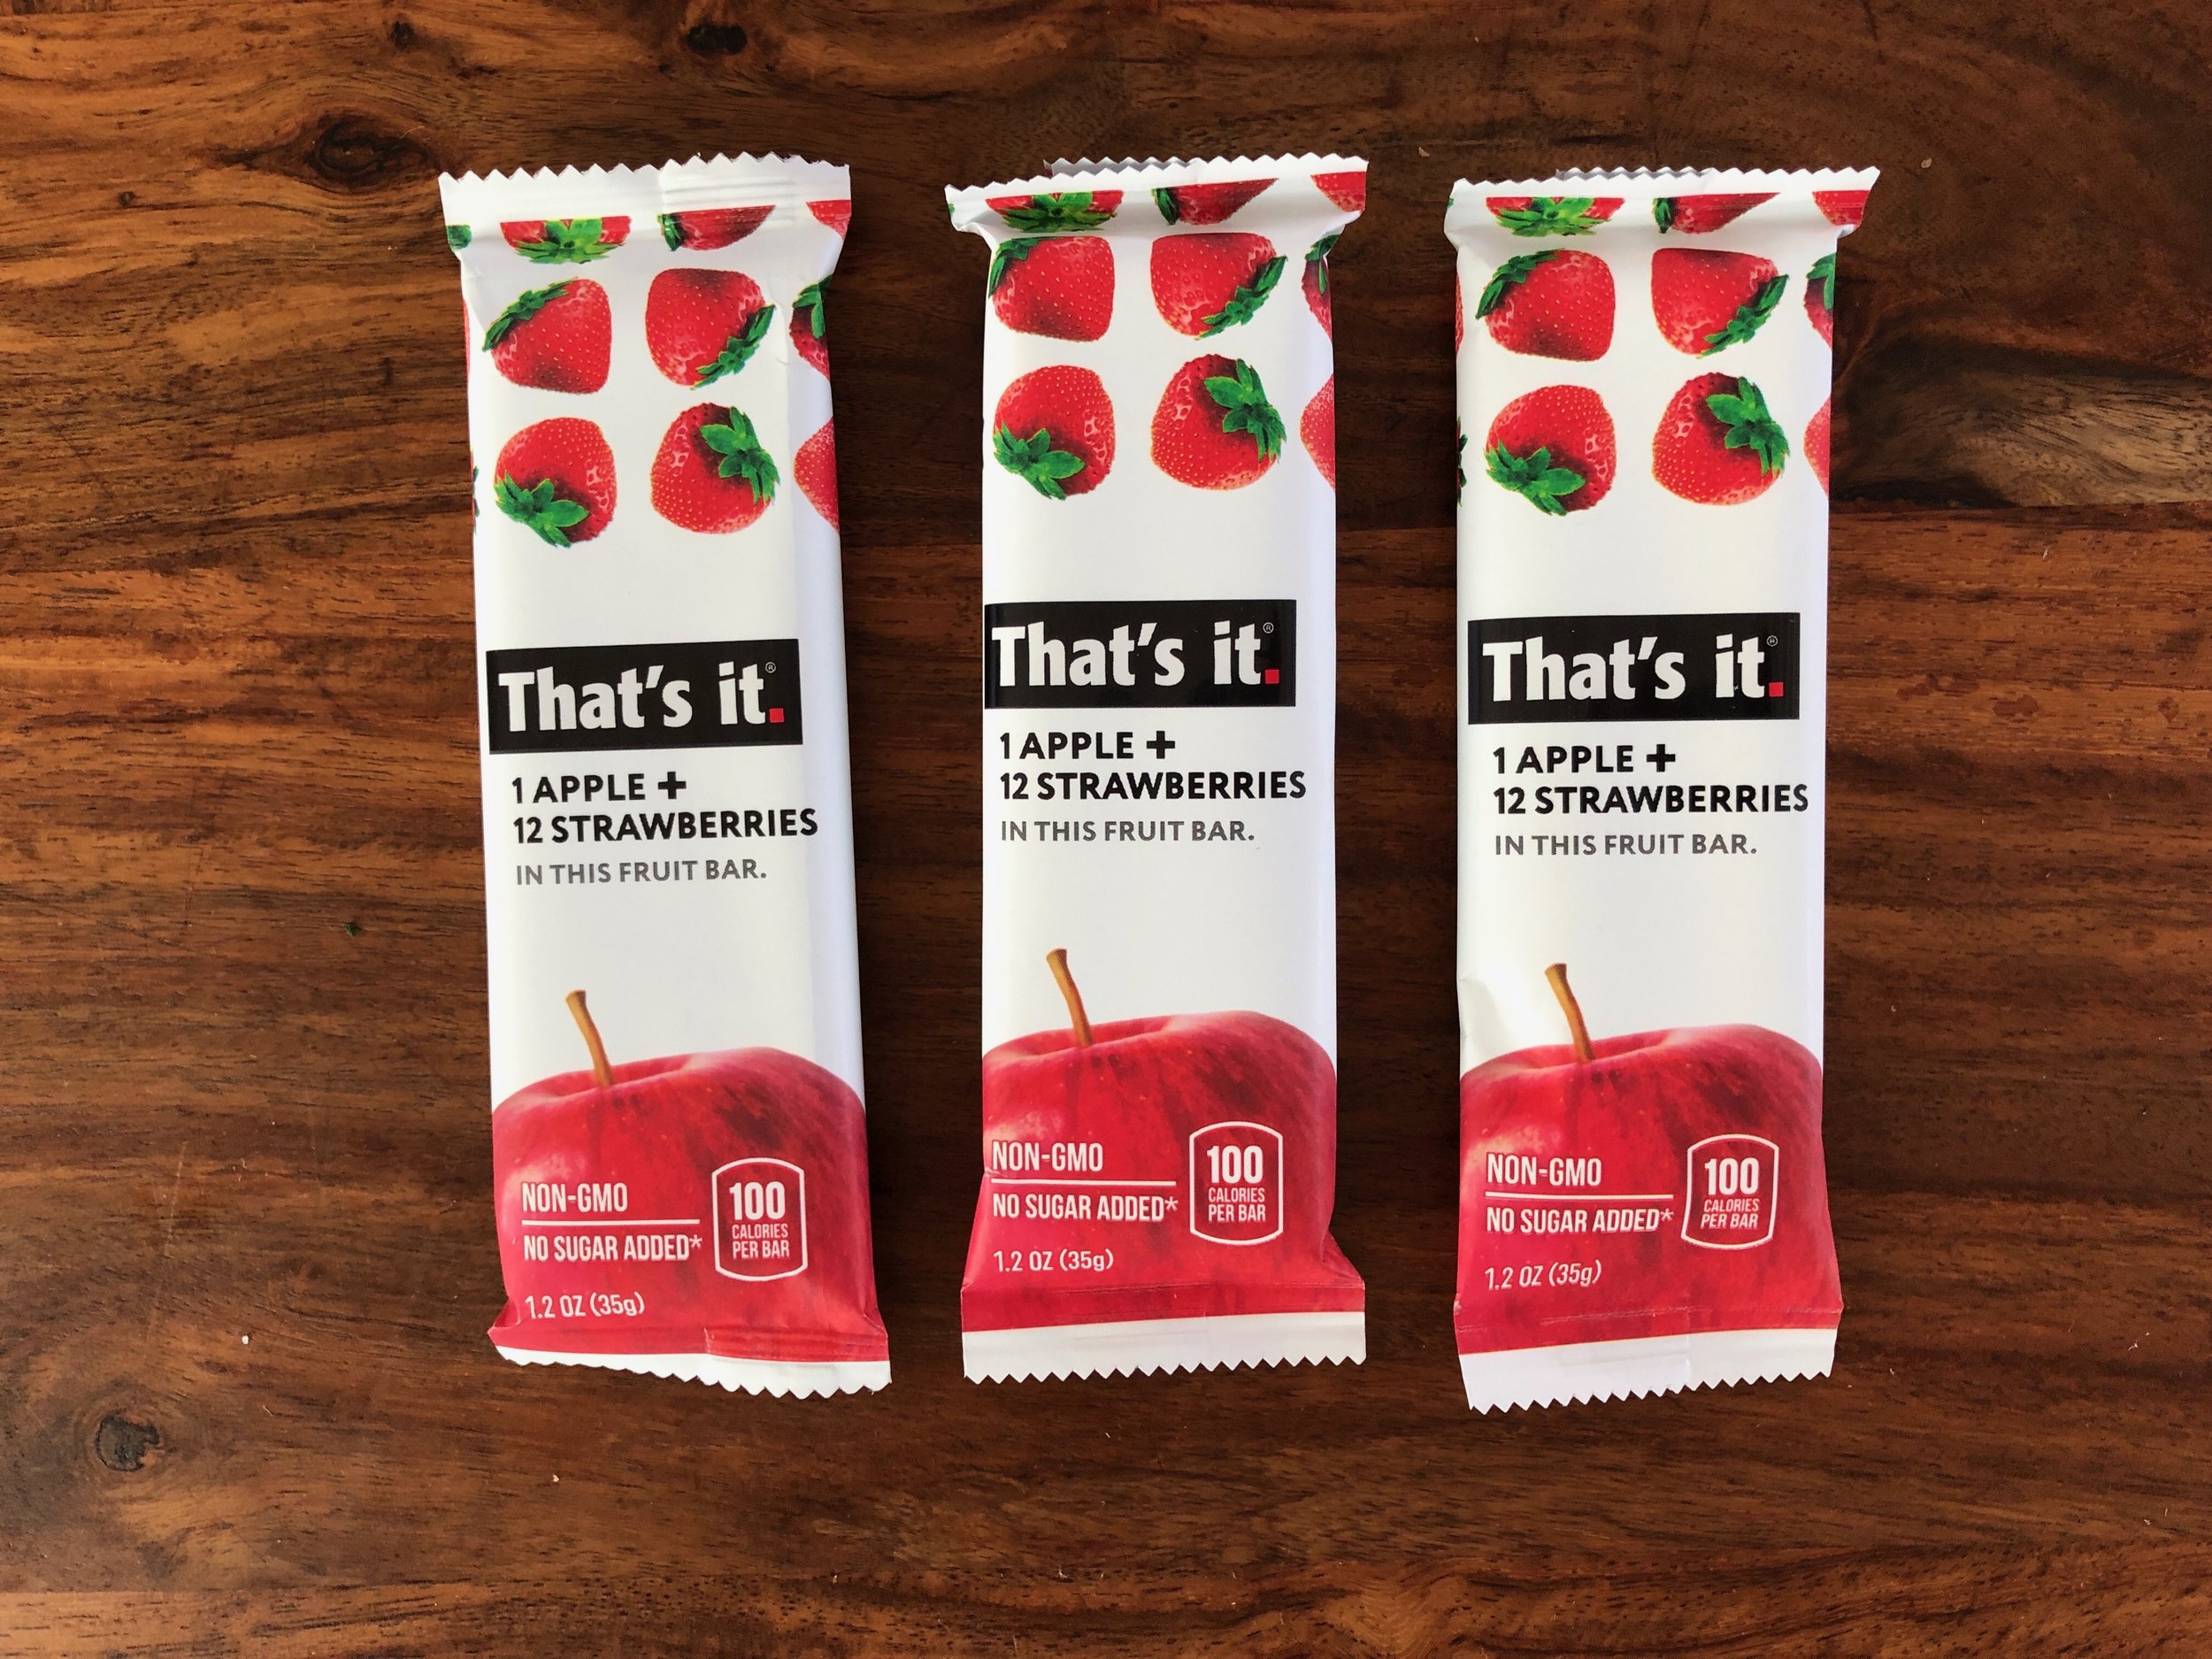 That's it.®
1 APPLE +
12 STRAWBERRIES
IN THIS FRUIT BAR.
NON-GMO
NO SUGAR ADDED*
100
CALORIES
PER BAR
1.2 OZ (35g)
That's it.®
1 APPLE +
12 STRAWBERRIES
IN THIS FRUIT BAR.
NON-GMO
NO SUGAR ADDED*
100
CALORIES
PER BAR
1.2 OZ (35g)
That's it.®
1 APPLE +
12 STRAWBERRIES
IN THIS FRUIT BAR.
NON-GMO
NO SUGAR ADDED*
100
CALORIES
PER BAR
1.2 OZ (35g)